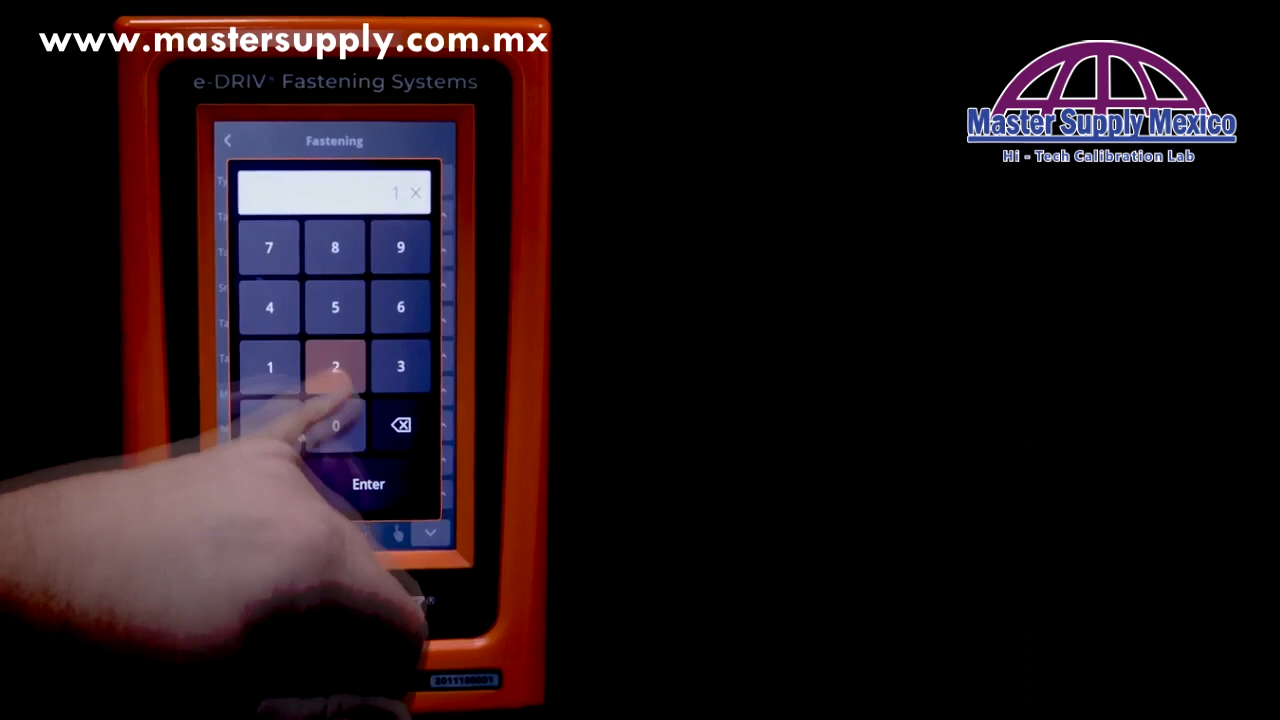 www.mastersupply.com.mx
e-DRIV® Fastening Systems
Master Supply Mexico
Hi - Tech Calibration Lab
Fastening
1 ×
7 8 9
4 5 6
1 2 3
0
Enter
2011100001